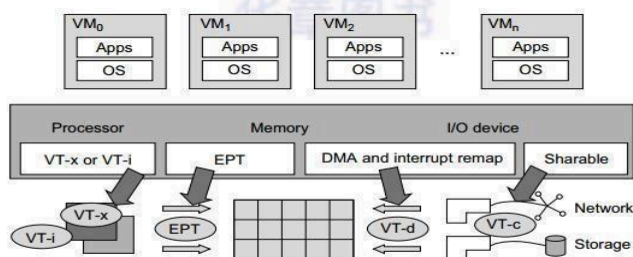 VM0
VM1
VM2
VMn
Apps
Apps
Apps
...
Apps
OS
OS
OS
OS
Processor
Memory
I/O device
VT-x or VT-i
EPT
DMA and interrupt remap
Sharable
VT-x
VT-i
EPT
VT-d
VT-c
Network
Storage